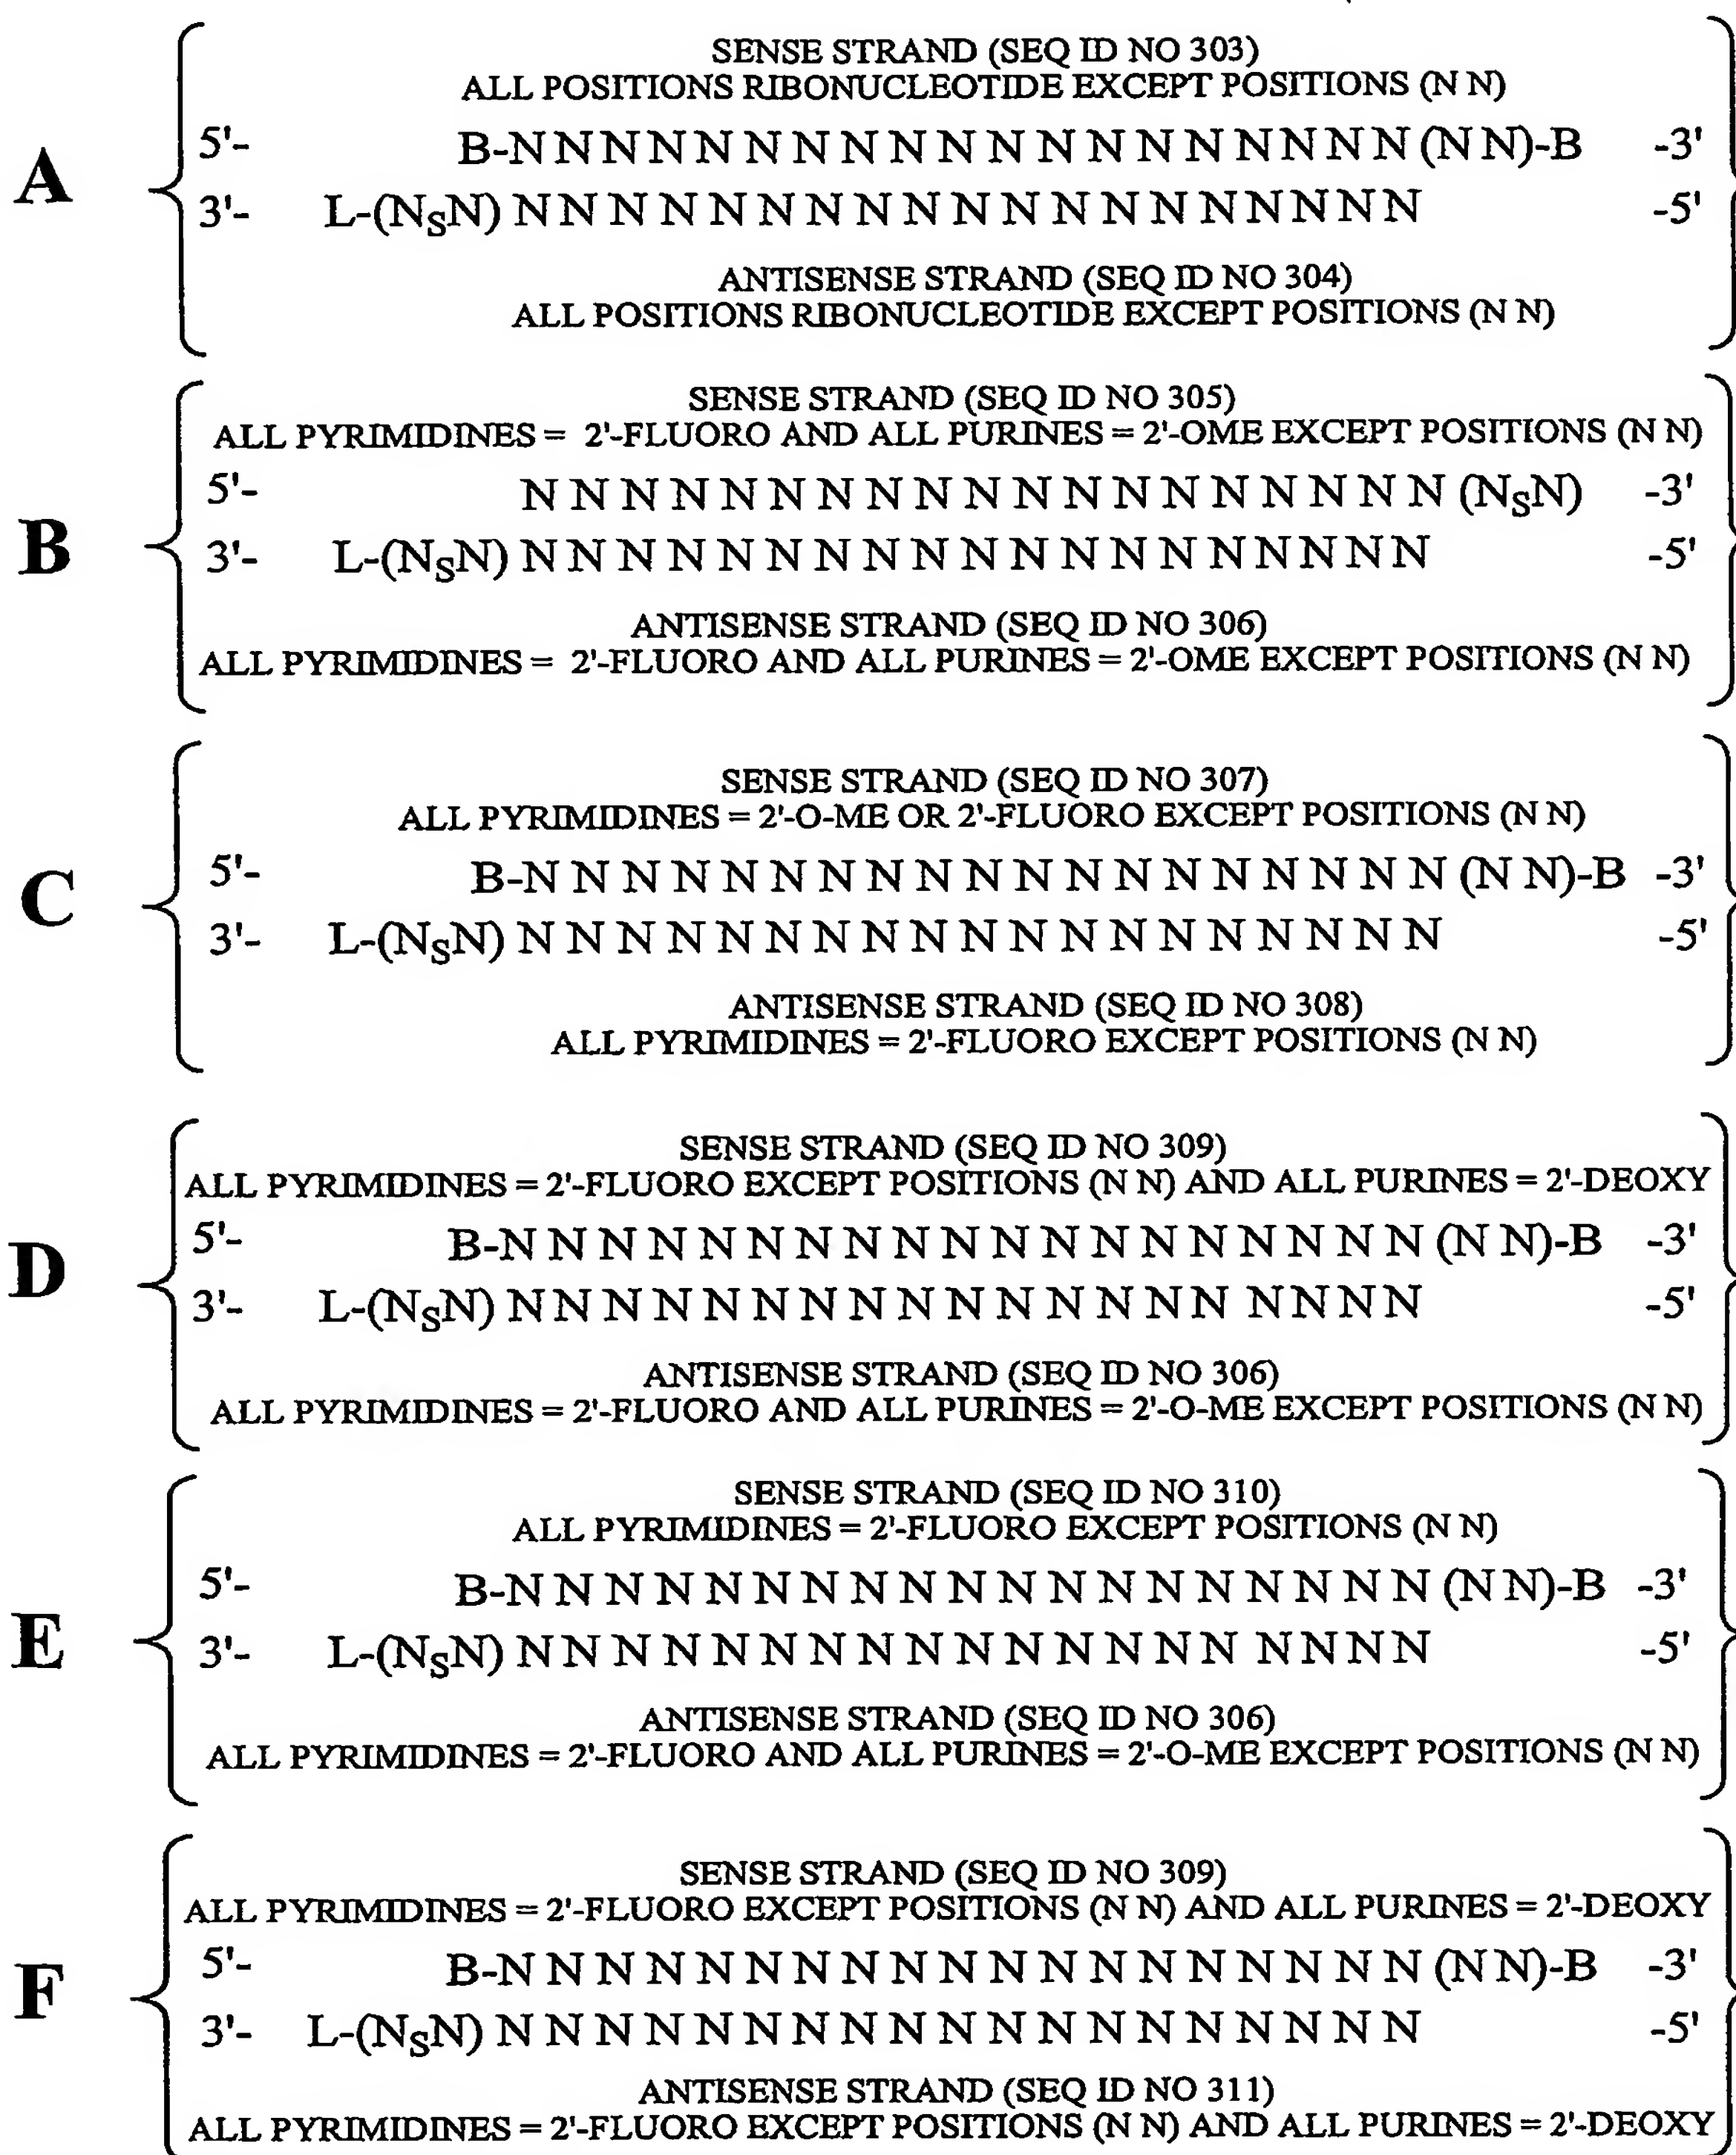 A
SENSE STRAND (SEQ ID NO 303)
ALL POSITIONS RIBONUCLEOTIDE EXCEPT POSITIONS (N N)
5'- B-N N N N N N N N N N N N N N N N N N N (N N)-B -3'
3'- L-(NSN) N N N N N N N N N N N N N N N N N N N -5'
ANTISENSE STRAND (SEQ ID NO 304)
ALL POSITIONS RIBONUCLEOTIDE EXCEPT POSITIONS (N N)
B
SENSE STRAND (SEQ ID NO 305)
ALL PYRIMIDINES = 2'-FLUORO AND ALL PURINES = 2'-OME EXCEPT POSITIONS (N N)
5'- N N N N N N N N N N N N N N N N N N N (NSN) -3'
3'- L-(NSN) N N N N N N N N N N N N N N N N N N N -5'
ANTISENSE STRAND (SEQ ID NO 306)
ALL PYRIMIDINES = 2'-FLUORO AND ALL PURINES = 2'-OME EXCEPT POSITIONS (N N)
C
SENSE STRAND (SEQ ID NO 307)
ALL PYRIMIDINES = 2'-O-ME OR 2'-FLUORO EXCEPT POSITIONS (N N)
5'- B-N N N N N N N N N N N N N N N N N N N (N N)-B -3'
3'- L-(NSN) N N N N N N N N N N N N N N N N N N N -5'
ANTISENSE STRAND (SEQ ID NO 308)
ALL PYRIMIDINES = 2'-FLUORO EXCEPT POSITIONS (N N)
D
SENSE STRAND (SEQ ID NO 309)
ALL PYRIMIDINES = 2'-FLUORO EXCEPT POSITIONS (N N) AND ALL PURINES = 2'-DEOXY
5'- B-N N N N N N N N N N N N N N N N N N N (N N)-B -3'
3'- L-(NSN) N N N N N N N N N N N N N N N N N N N -5'
ANTISENSE STRAND (SEQ ID NO 306)
ALL PYRIMIDINES = 2'-FLUORO AND ALL PURINES = 2'-O-ME EXCEPT POSITIONS (N N)
E
SENSE STRAND (SEQ ID NO 310)
ALL PYRIMIDINES = 2'-FLUORO EXCEPT POSITIONS (N N)
5'- B-N N N N N N N N N N N N N N N N N N N (N N)-B -3'
3'- L-(NSN) N N N N N N N N N N N N N N N N N N N -5'
ANTISENSE STRAND (SEQ ID NO 306)
ALL PYRIMIDINES = 2'-FLUORO AND ALL PURINES = 2'-O-ME EXCEPT POSITIONS (N N)
F
SENSE STRAND (SEQ ID NO 309)
ALL PYRIMIDINES = 2'-FLUORO EXCEPT POSITIONS (N N) AND ALL PURINES = 2'-DEOXY
5'- B-N N N N N N N N N N N N N N N N N N N (N N)-B -3'
3'- L-(NSN) N N N N N N N N N N N N N N N N N N N -5'
ANTISENSE STRAND (SEQ ID NO 311)
ALL PYRIMIDINES = 2'-FLUORO EXCEPT POSITIONS (N N) AND ALL PURINES = 2'-DEOXY